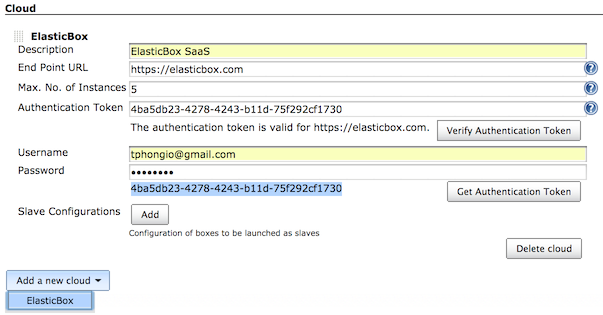 Cloud
ElasticBox
Description ElasticBox SaaS
End Point URL https://elasticbox.com
Max. No. of Instances 5
Authentication Token 4ba5db23-4278-4243-b11d-75f292cf1730
The authentication token is valid for https://elasticbox.com. Verify Authentication Token
Username tphongio@gmail.com
Password ••••••••
4ba5db23-4278-4243-b11d-75f292cf1730 Get Authentication Token
Slave Configurations Add
Configuration of boxes to be launched as slaves
Delete cloud
Add a new cloud
ElasticBox